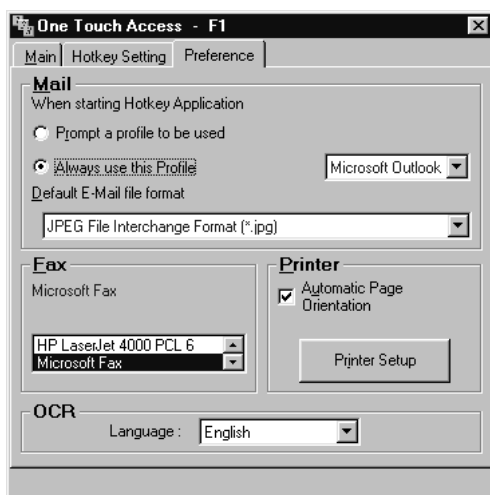 One Touch Access - F1
Main Hotkey Setting Preference
Mail
When starting Hotkey Application
Prompt a profile to be used
Always use this Profile Microsoft Outlook
Default E-Mail file format
JPEG File Interchange Format (*.jpg)
Fax
Microsoft Fax
HP LaserJet 4000 PCL 6
Microsoft Fax
Printer
Automatic Page
Orientation
Printer Setup
OCR
Language : English